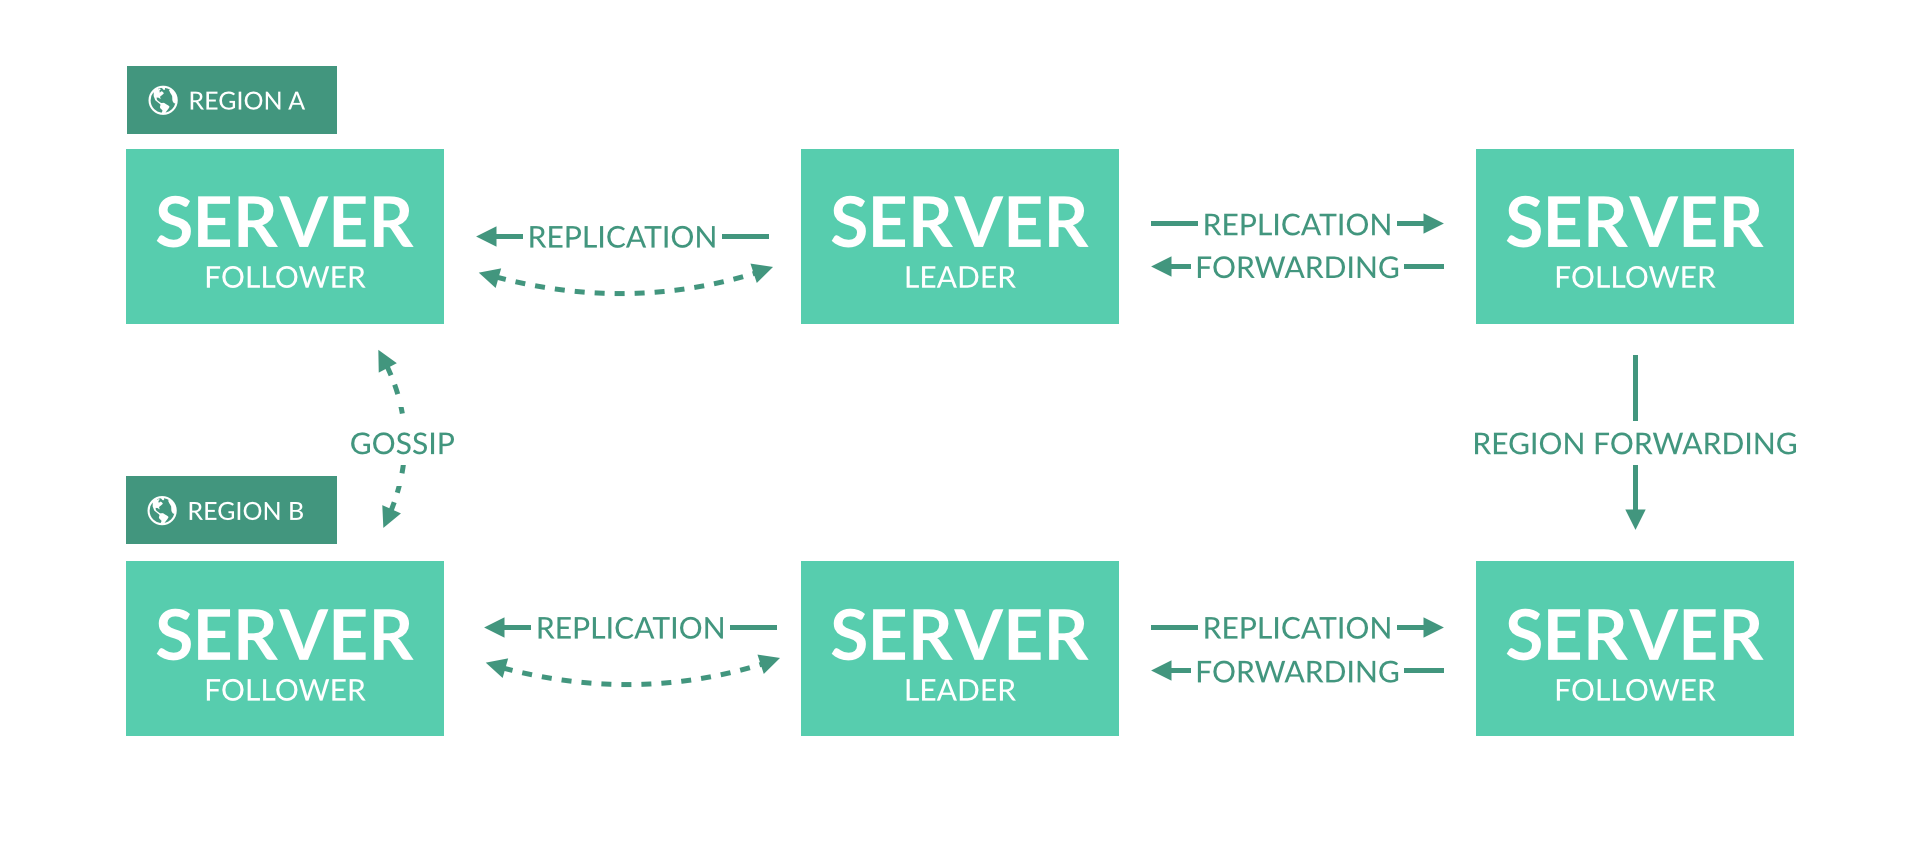 REGION A
SERVER
FOLLOWER
REPLICATION
SERVER
LEADER
REPLICATION
FORWARDING
SERVER
FOLLOWER
GOSSIP
REGION FORWARDING
REGION B
SERVER
FOLLOWER
REPLICATION
SERVER
LEADER
REPLICATION
FORWARDING
SERVER
FOLLOWER